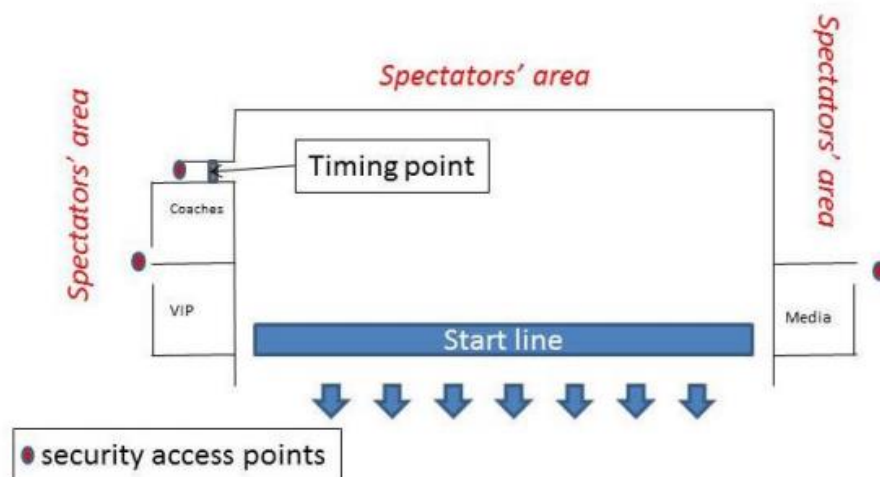 Spectators' area
Spectators' area
Spectators' area
Timing point
Coaches
VIP
Media
Start line
security access points